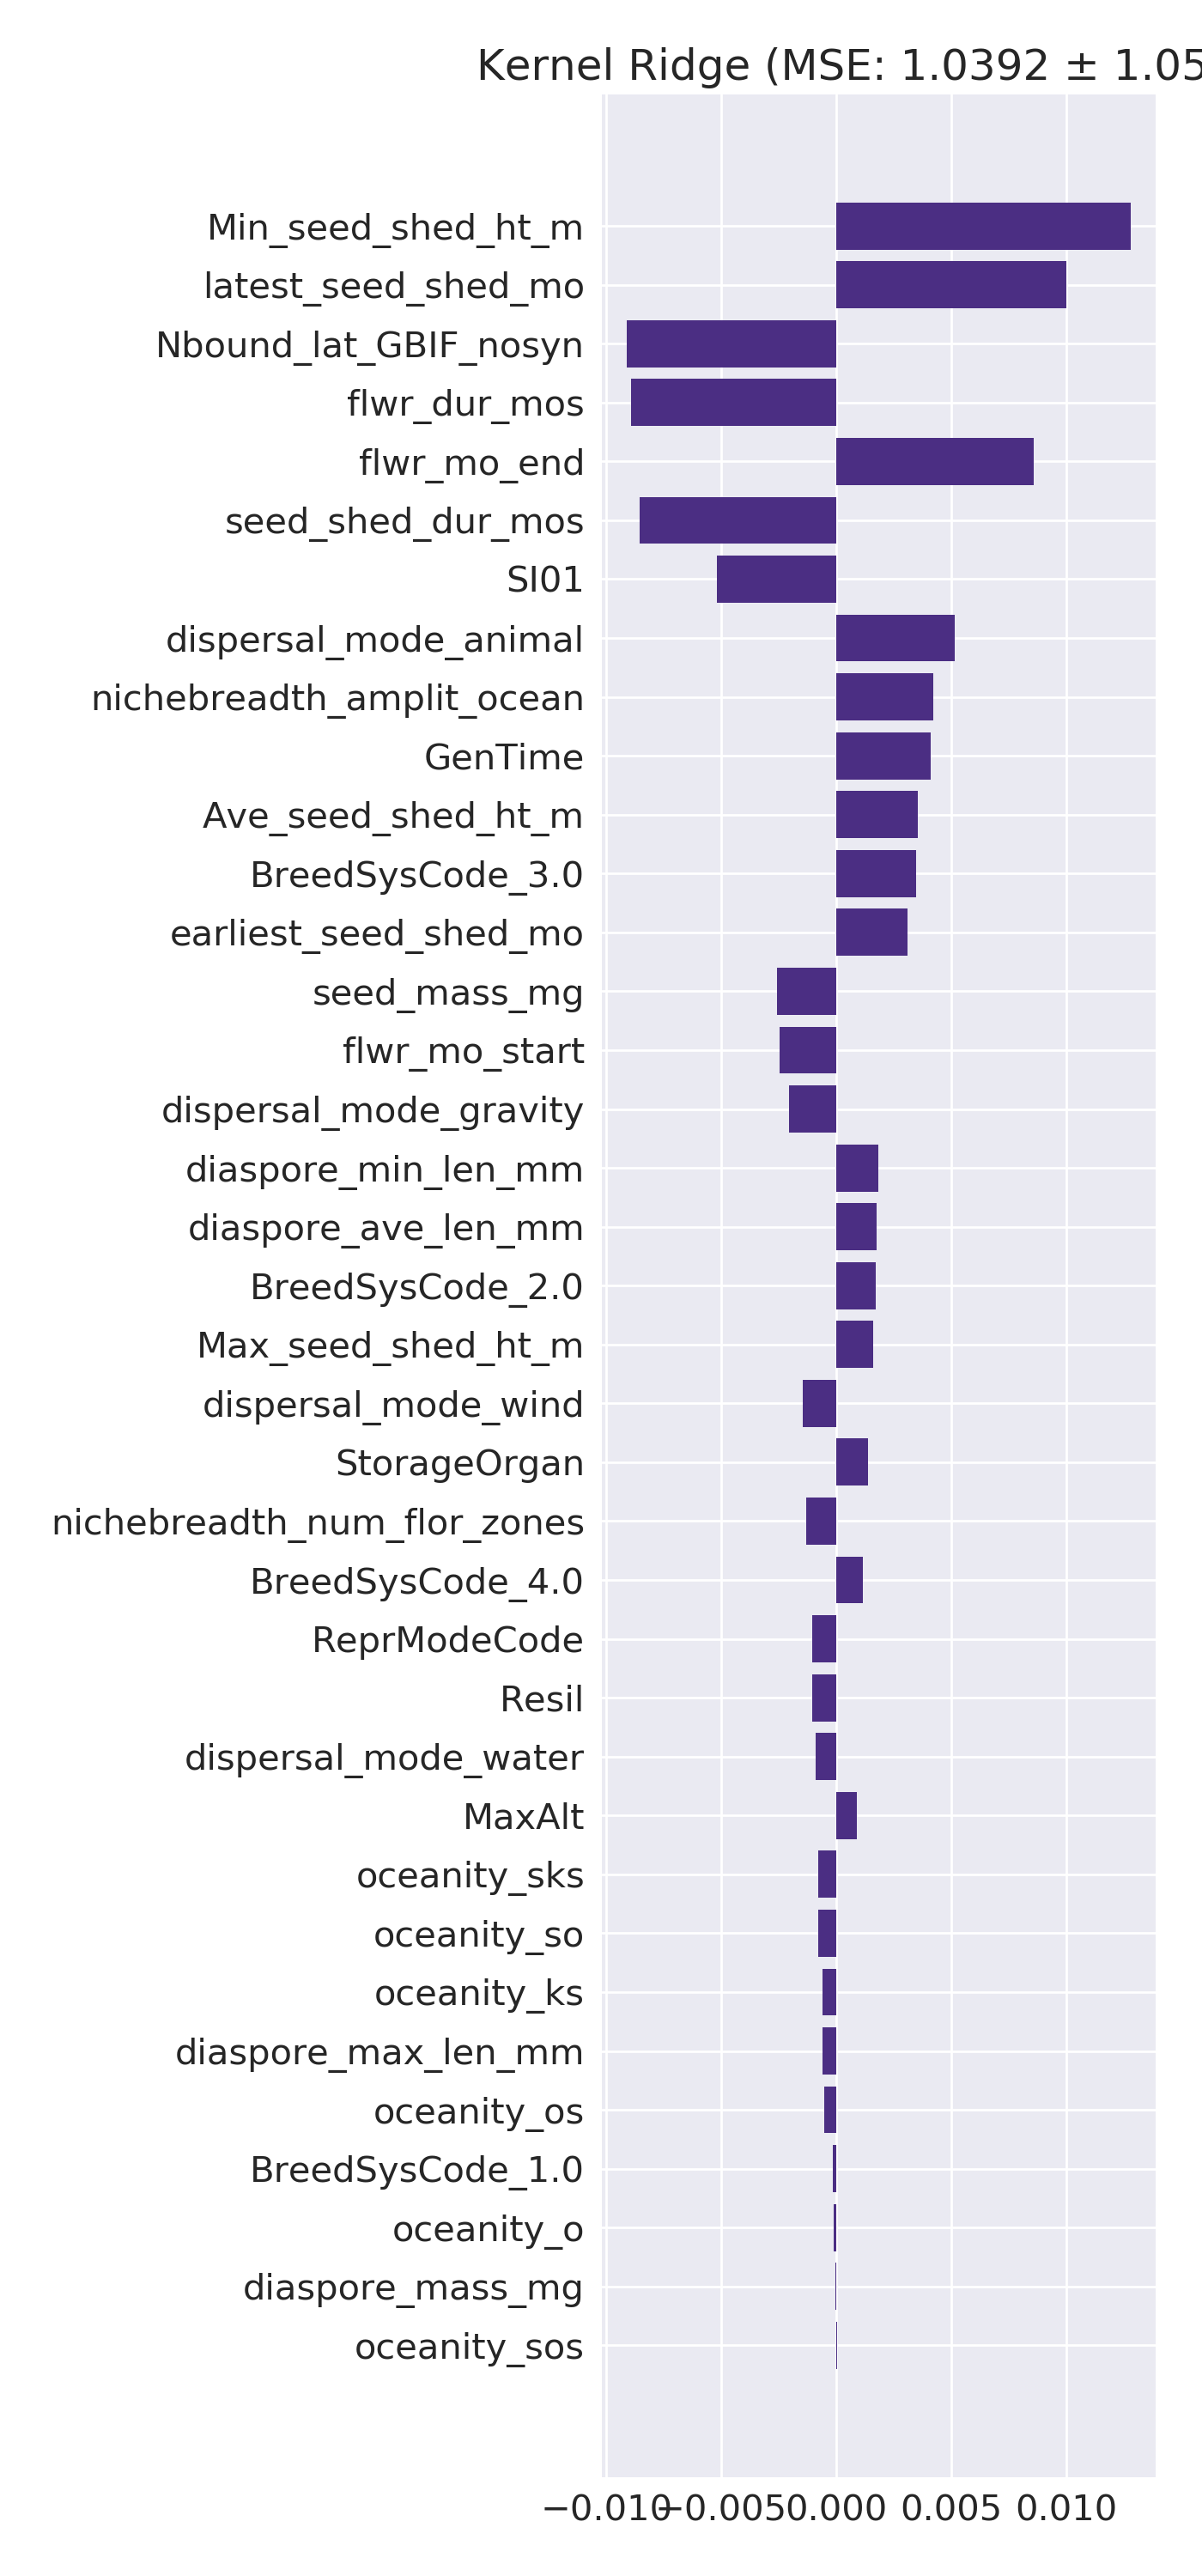 Kernel Ridge (MSE: 1.0392 ± 1.05
Min_seed_shed_ht_m
latest_seed_shed_mo
Nbound_lat_GBIF_nosyn
flwr_dur_mos
flwr_mo_end
seed_shed_dur_mos
SI01
dispersal_mode_animal
nichebreadth_amplit_ocean
GenTime
Ave_seed_shed_ht_m
BreedSysCode_3.0
earliest_seed_shed_mo
seed_mass_mg
flwr_mo_start
dispersal_mode_gravity
diaspore_min_len_mm
diaspore_ave_len_mm
BreedSysCode_2.0
Max_seed_shed_ht_m
dispersal_mode_wind
StorageOrgan
nichebreadth_num_flor_zones
BreedSysCode_4.0
ReprModeCode
Resil
dispersal_mode_water
MaxAlt
oceanity_sks
oceanity_so
oceanity_ks
diaspore_max_len_mm
oceanity_os
BreedSysCode_1.0
oceanity_o
diaspore_mass_mg
oceanity_sos
−0.010 −0.005 0.000 0.005 0.010